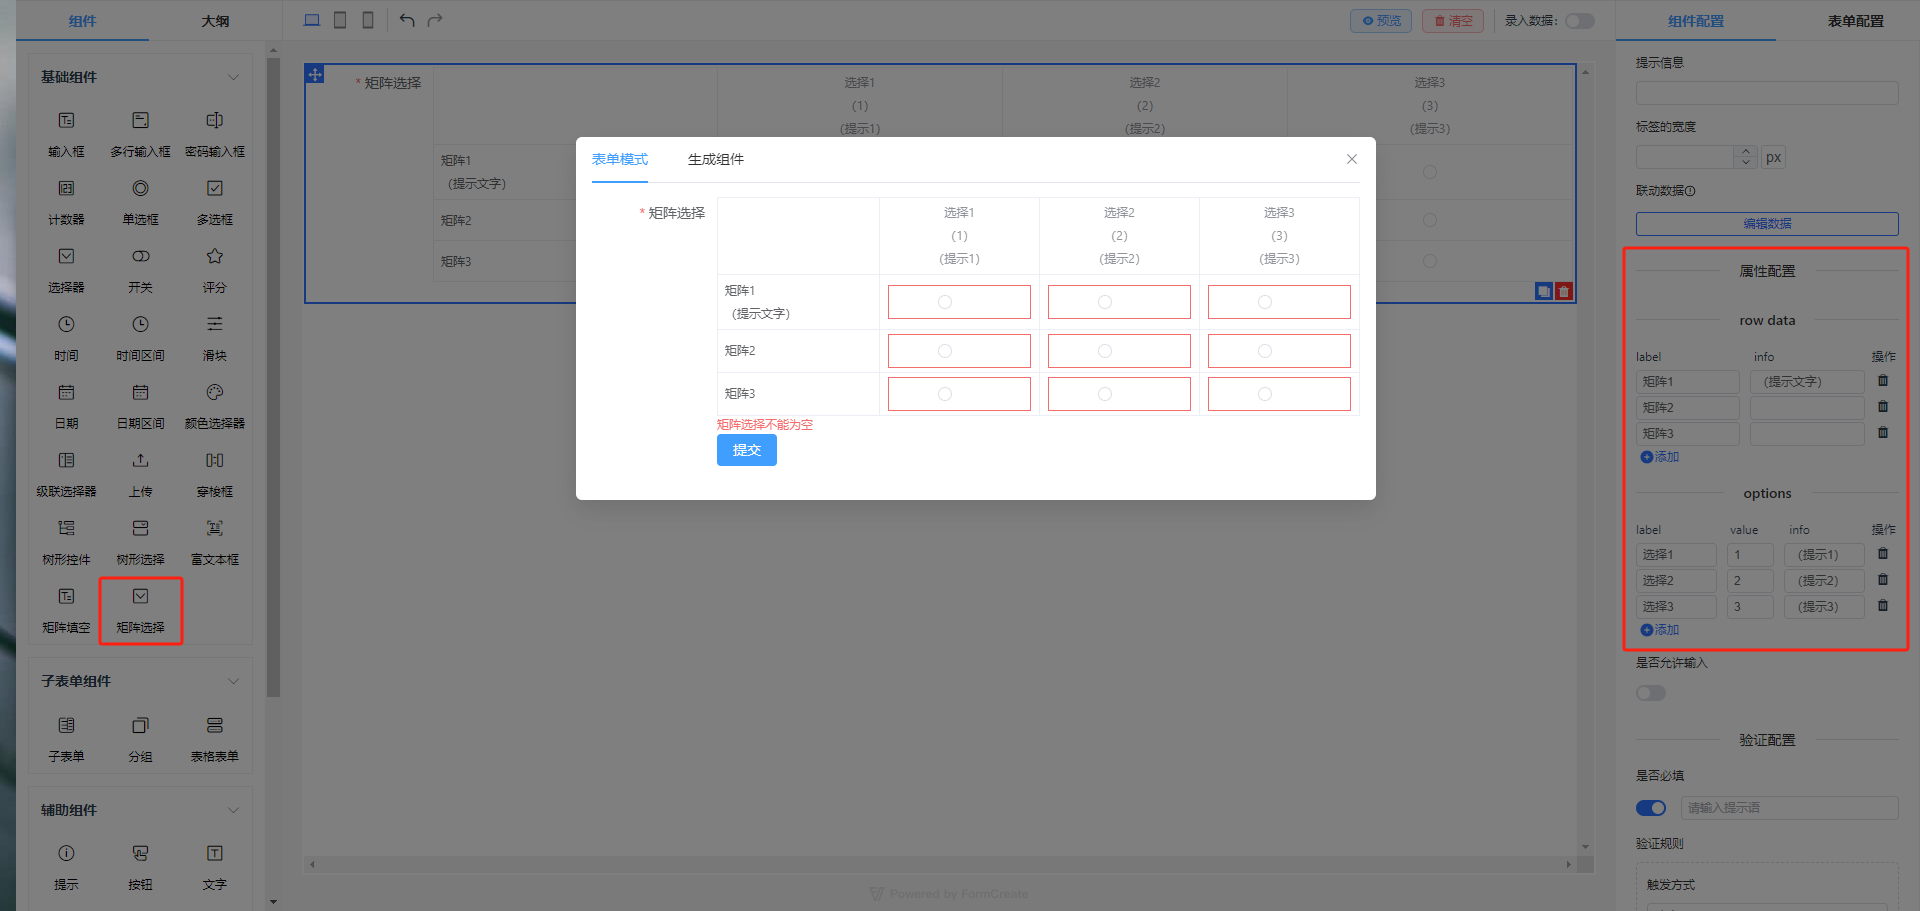 组件
大纲
预览
清空
录入数据:
组件配置
表单配置
基础组件
输入框
多行输入框
密码输入框
计数器
单选框
多选框
选择器
开关
评分
时间
时间区间
滑块
日期
日期区间
颜色选择器
级联选择器
上传
穿梭框
树形控件
树形选择
富文本框
矩阵填空
矩阵选择
子表单组件
子表单
分组
表格表单
辅助组件
提示
按钮
文字
* 矩阵选择
选择1
(1)
(提示1)
选择2
(2)
(提示2)
选择3
(3)
(提示3)
矩阵1
(提示文字)
矩阵2
矩阵3
表单模式
生成组件
* 矩阵选择
选择1
(1)
(提示1)
选择2
(2)
(提示2)
选择3
(3)
(提示3)
矩阵1
(提示文字)
矩阵2
矩阵3
矩阵选择不能为空
提交
Powered by FormCreate
提示信息
标签的宽度
px
联动数据
编辑数据
属性配置
row data
label info 操作
矩阵1 (提示文字)
矩阵2
矩阵3
添加
options
label value info 操作
选择1 1 (提示1)
选择2 2 (提示2)
选择3 3 (提示3)
添加
是否允许输入
验证配置
是否必填
请输入提示语
验证规则
触发方式